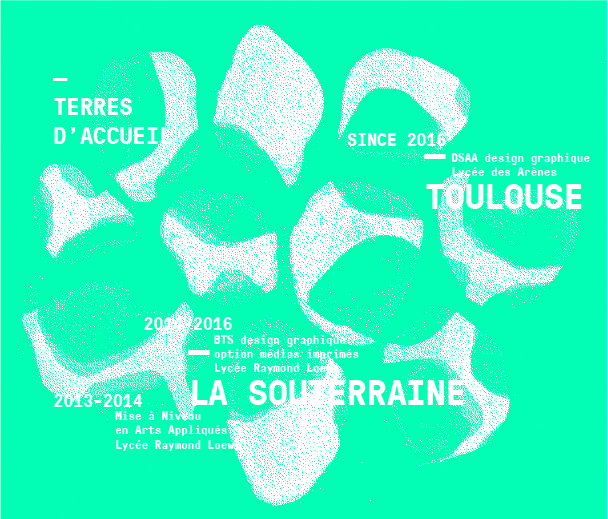 TERRES
D'ACCUEIL
SINCE 2016
DSAA design graphique
Lycée des Arènes
TOULOUSE
2016
BTS design graphique
option médias imprimés
Lycée Raymond Loewy
LA SOUTERRAINE
2013-2014
Mise à Niveau
en Arts Appliqués
Lycée Raymond Loewy